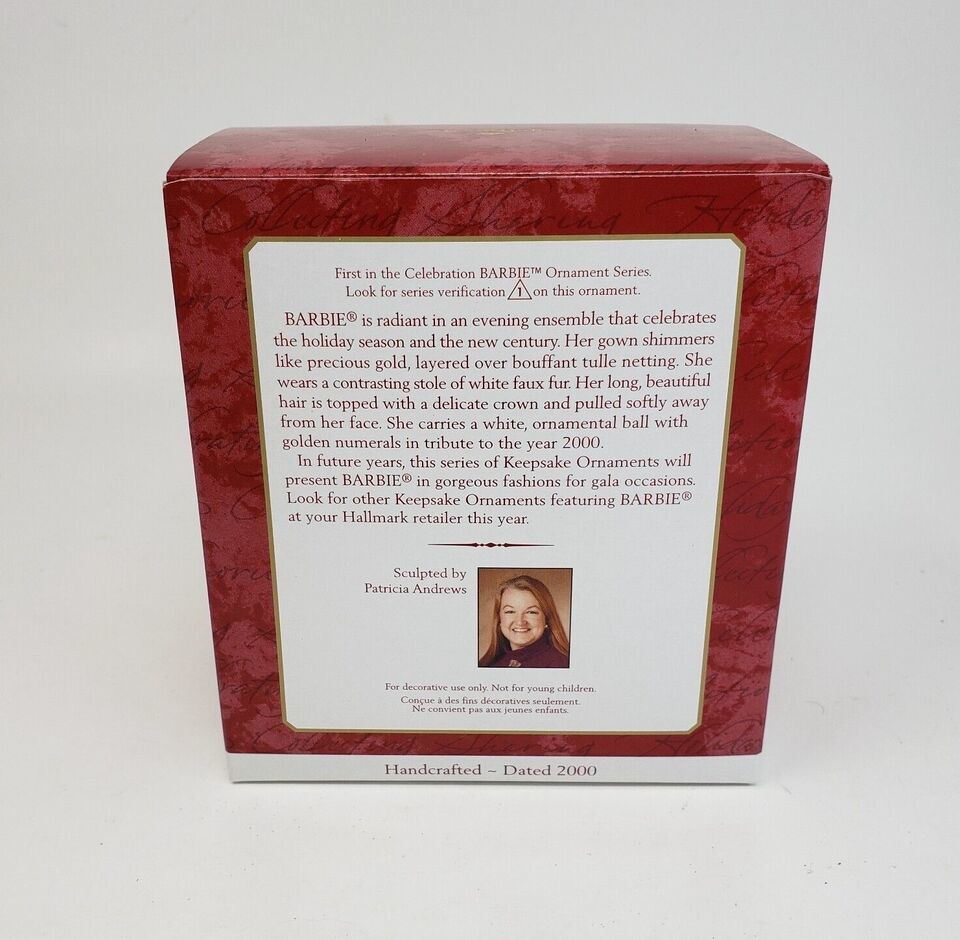 Collecting Sharing Holiday
First in the Celebration BARBIE™ Ornament Series.
Look for series verification 1 on this ornament.
BARBIE® is radiant in an evening ensemble that celebrates
the holiday season and the new century. Her gown shimmers
like precious gold, layered over bouffant tulle netting. She
wears a contrasting stole of white faux fur. Her long, beautiful
hair is topped with a delicate crown and pulled softly away
from her face. She carries a white, ornamental ball with
golden numerals in tribute to the year 2000.
In future years, this series of Keepsake Ornaments will
present BARBIE® in gorgeous fashions for gala occasions.
Look for other Keepsake Ornaments featuring BARBIE®
at your Hallmark retailer this year.
Sculpted by
Patricia Andrews
For decorative use only. Not for young children.
Conçue à des fins décoratives seulement.
Ne convient pas aux jeunes enfants.
Collecting Sharing Holiday
Handcrafted ~ Dated 2000